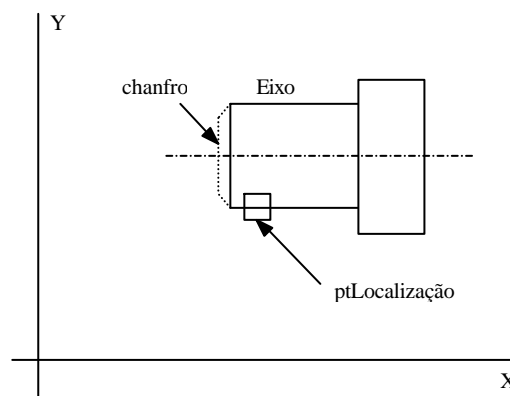 Y
chanfro
Eixo
ptLocalização
X